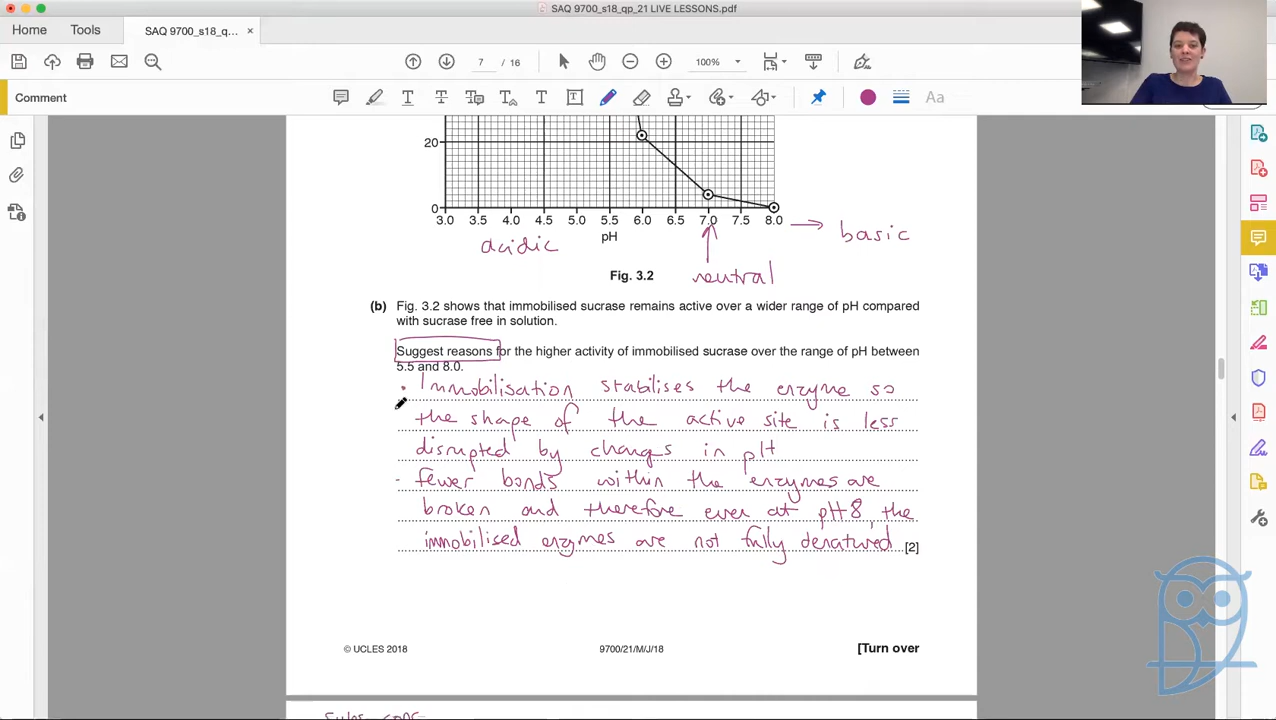 SAQ 9700_s18_qp_21 LIVE LESSONS.pdf
Home Tools SAQ 9700_s18_qp_... ×
7 / 16 100%
Comment
Aa
20
0
3.0 3.5 4.0 4.5 5.0 5.5 6.0 6.5 7.0 7.5 8.0
pH
acidic
neutral
basic
Fig. 3.2
(b) Fig. 3.2 shows that immobilised sucrase remains active over a wider range of pH compared
with sucrase free in solution.
Suggest reasons for the higher activity of immobilised sucrase over the range of pH between
5.5 and 8.0.
• Immobilisation stabilises the enzyme so
the shape of the active site is less
disrupted by changes in pH
- fewer bonds within the enzymes are
broken and therefore even at pH 8, the
immobilised enzymes are not fully denatured
[2]
© UCLES 2018 9700/21/M/J/18 [Turn over